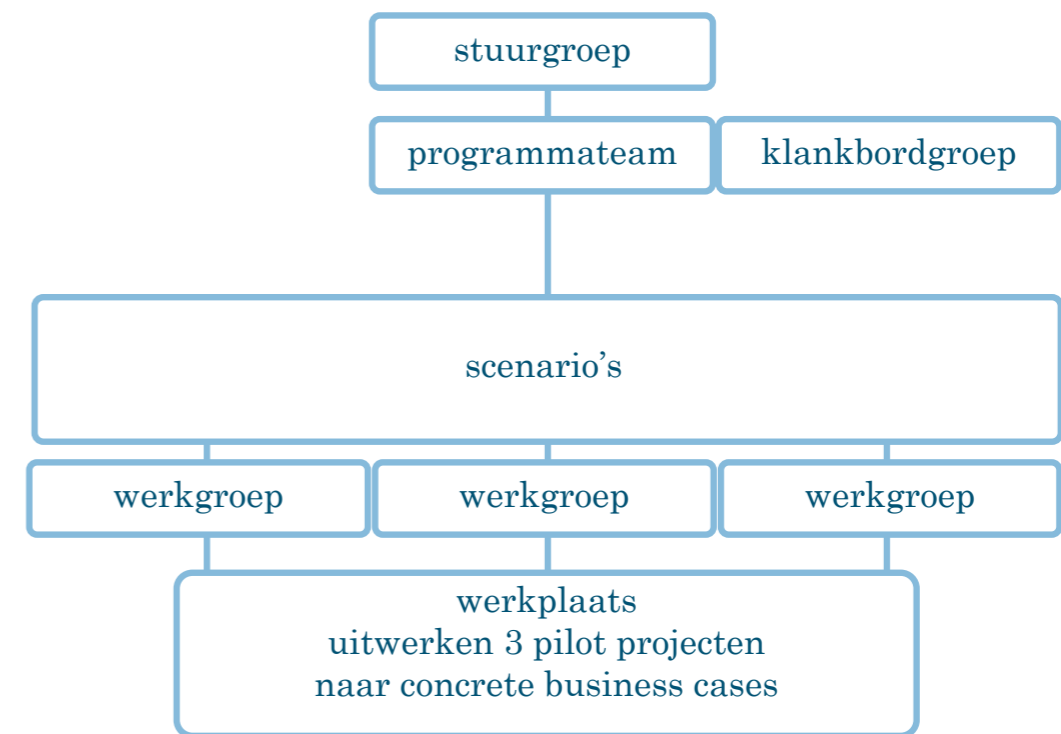 stuurgroep
programmateam
klankbordgroep
scenario’s
werkgroep
werkgroep
werkgroep
werkplaats
uitwerken 3 pilot projecten
naar concrete business cases